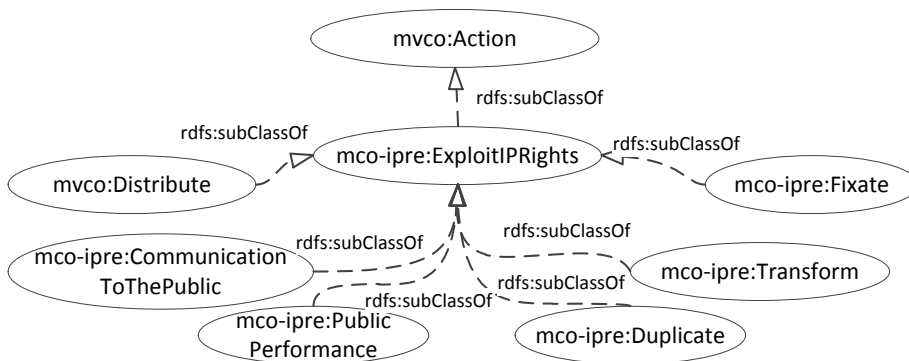 mvco:Action
rdfs:subClassOf
rdfs:subClassOf
mco-ipre:ExploitIPRights
rdfs:subClassOf
mvco:Distribute
mco-ipre:Fixate
rdfs:subClassOf
rdfs:subClassOf
mco-ipre:Communication
ToThePublic
mco-ipre:Transform
rdfs:subClassOf
rdfs:subClassOf
mco-ipre:Public
Performance
mco-ipre:Duplicate